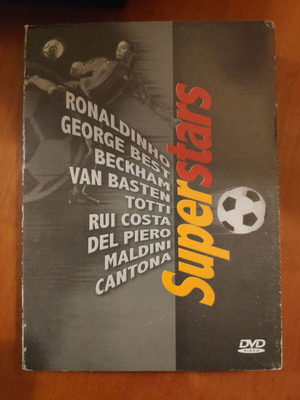 RONALDINHO
GEORGE BEST
BECKHAM
VAN BASTEN
TOTTI
RUI COSTA
DEL PIERO
MALDINI
CANTONA
Superstars
DVD
VIDEO